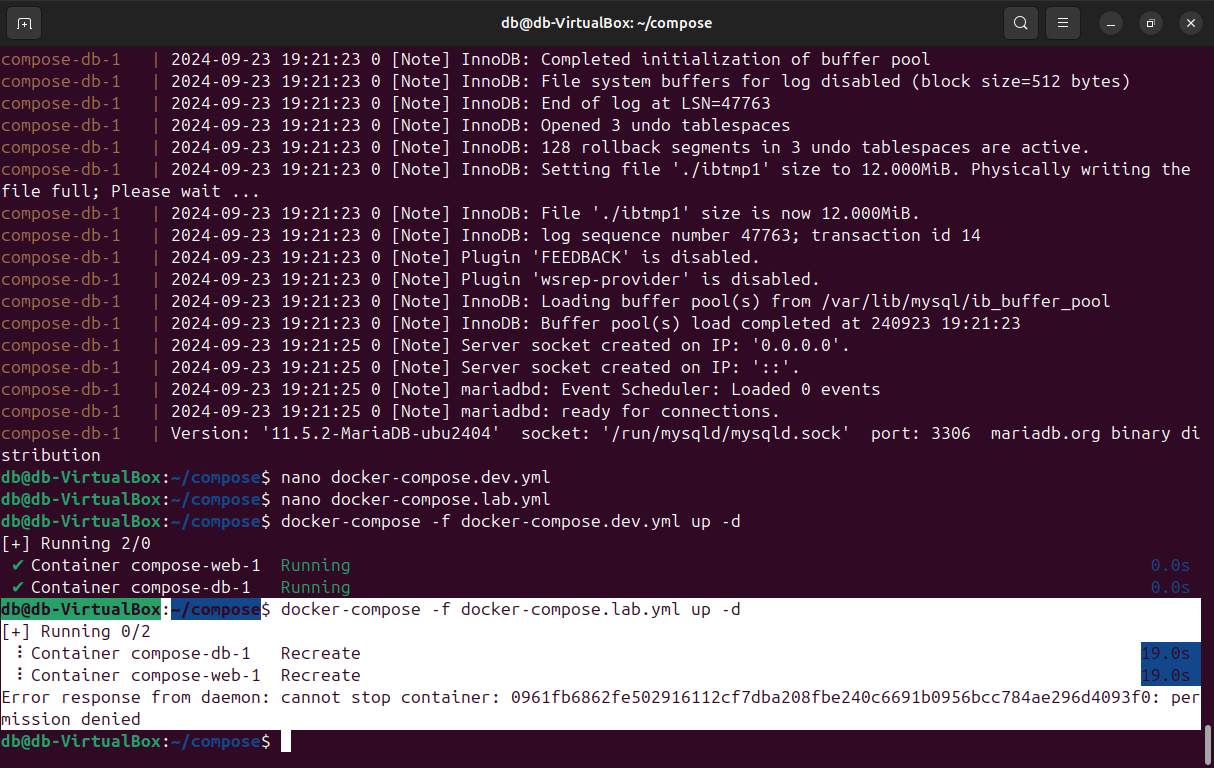 db@db-VirtualBox: ~/compose
compose-db-1   | 2024-09-23 19:21:23 0 [Note] InnoDB: Completed initialization of buffer pool
compose-db-1   | 2024-09-23 19:21:23 0 [Note] InnoDB: File system buffers for log disabled (block size=512 bytes)
compose-db-1   | 2024-09-23 19:21:23 0 [Note] InnoDB: End of log at LSN=47763
compose-db-1   | 2024-09-23 19:21:23 0 [Note] InnoDB: Opened 3 undo tablespaces
compose-db-1   | 2024-09-23 19:21:23 0 [Note] InnoDB: 128 rollback segments in 3 undo tablespaces are active.
compose-db-1   | 2024-09-23 19:21:23 0 [Note] InnoDB: Setting file './ibtmp1' size to 12.000MiB. Physically writing the
file full; Please wait ...
compose-db-1   | 2024-09-23 19:21:23 0 [Note] InnoDB: File './ibtmp1' size is now 12.000MiB.
compose-db-1   | 2024-09-23 19:21:23 0 [Note] InnoDB: log sequence number 47763; transaction id 14
compose-db-1   | 2024-09-23 19:21:23 0 [Note] Plugin 'FEEDBACK' is disabled.
compose-db-1   | 2024-09-23 19:21:23 0 [Note] Plugin 'wsrep-provider' is disabled.
compose-db-1   | 2024-09-23 19:21:23 0 [Note] InnoDB: Loading buffer pool(s) from /var/lib/mysql/ib_buffer_pool
compose-db-1   | 2024-09-23 19:21:23 0 [Note] InnoDB: Buffer pool(s) load completed at 240923 19:21:23
compose-db-1   | 2024-09-23 19:21:25 0 [Note] Server socket created on IP: '0.0.0.0'.
compose-db-1   | 2024-09-23 19:21:25 0 [Note] Server socket created on IP: '::'.
compose-db-1   | 2024-09-23 19:21:25 0 [Note] mariadbd: Event Scheduler: Loaded 0 events
compose-db-1   | 2024-09-23 19:21:25 0 [Note] mariadbd: ready for connections.
compose-db-1   | Version: '11.5.2-MariaDB-ubu2404'  socket: '/run/mysqld/mysqld.sock'  port: 3306  mariadb.org binary di
stribution
db@db-VirtualBox:~/compose$ nano docker-compose.dev.yml
db@db-VirtualBox:~/compose$ nano docker-compose.lab.yml
db@db-VirtualBox:~/compose$ docker-compose -f docker-compose.dev.yml up -d
[+] Running 2/0
 ✔ Container compose-web-1  Running 0.0s
 ✔ Container compose-db-1   Running 0.0s
db@db-VirtualBox:~/compose$ docker-compose -f docker-compose.lab.yml up -d
[+] Running 0/2
 ⠸ Container compose-db-1   Recreate 19.0s
 ⠸ Container compose-web-1  Recreate 19.0s
Error response from daemon: cannot stop container: 0961fb6862fe502916112cf7dba208fbe240c6691b0956bcc784ae296d4093f0: per
mission denied
db@db-VirtualBox:~/compose$